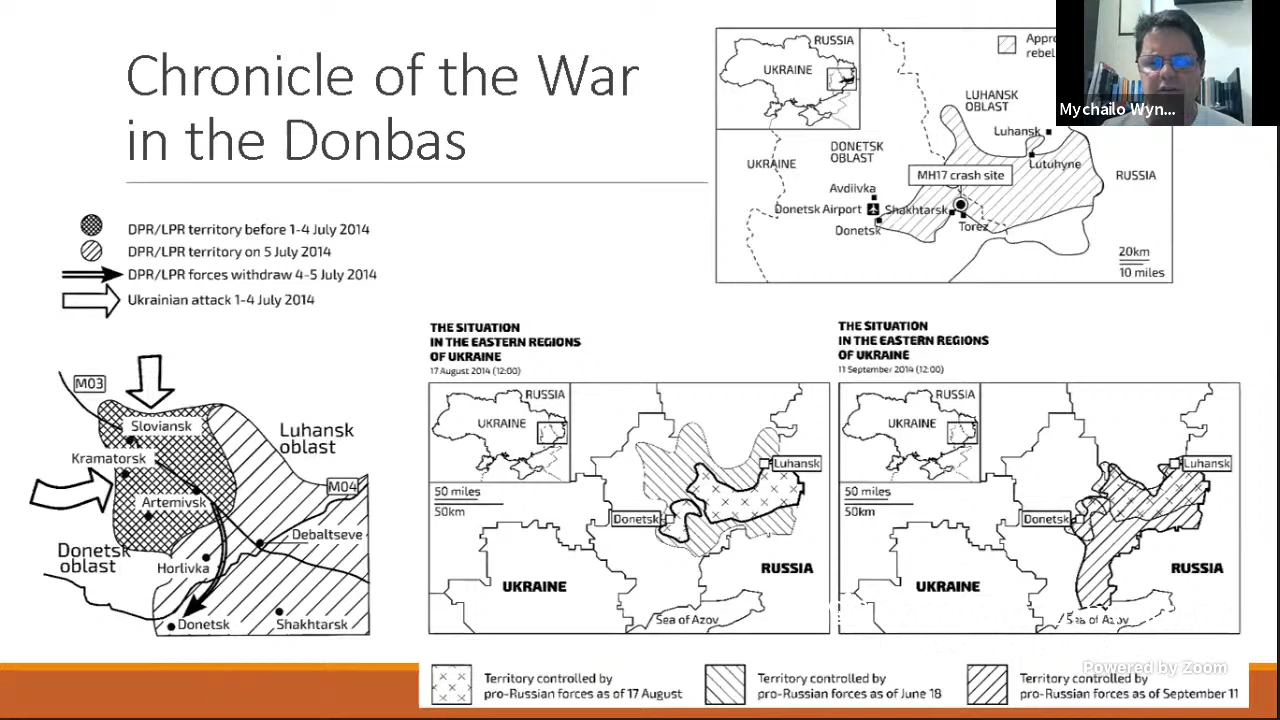 Chronicle of the War
in the Donbas
DPR/LPR territory before 1-4 July 2014
DPR/LPR territory on 5 July 2014
DPR/LPR forces withdraw 4-5 July 2014
Ukrainian attack 1-4 July 2014
M03
Sloviansk
Kramatorsk
Luhansk
oblast
M04
Artemivsk
Debaltseve
Donetsk
oblast
Horlivka
Donetsk
Shakhtarsk
RUSSIA
UKRAINE
rebel
LUHANSK
OBLAST
Luhansk
DONETSK
OBLAST
UKRAINE
Lutuhyne
MH17 crash site
RUSSIA
Avdiivka
Donetsk Airport
Shakhtarsk
Donetsk
Torez
20km
10 miles
Mychailo Wyn...
THE SITUATION
IN THE EASTERN REGIONS
OF UKRAINE
17 August 2014 (12:00)
RUSSIA
UKRAINE
Luhansk
50 miles
50km
Donetsk
UKRAINE
RUSSIA
Sea of Azov
THE SITUATION
IN THE EASTERN REGIONS
OF UKRAINE
11 September 2014 (12:00)
RUSSIA
UKRAINE
Luhansk
50 miles
50km
Donetsk
UKRAINE
RUSSIA
Sea of Azov
Powered by Zoom
Territory controlled by
pro-Russian forces as of 17 August
Territory controlled by
pro-Russian forces as of June 18
Territory controlled by
pro-Russian forces as of September 11